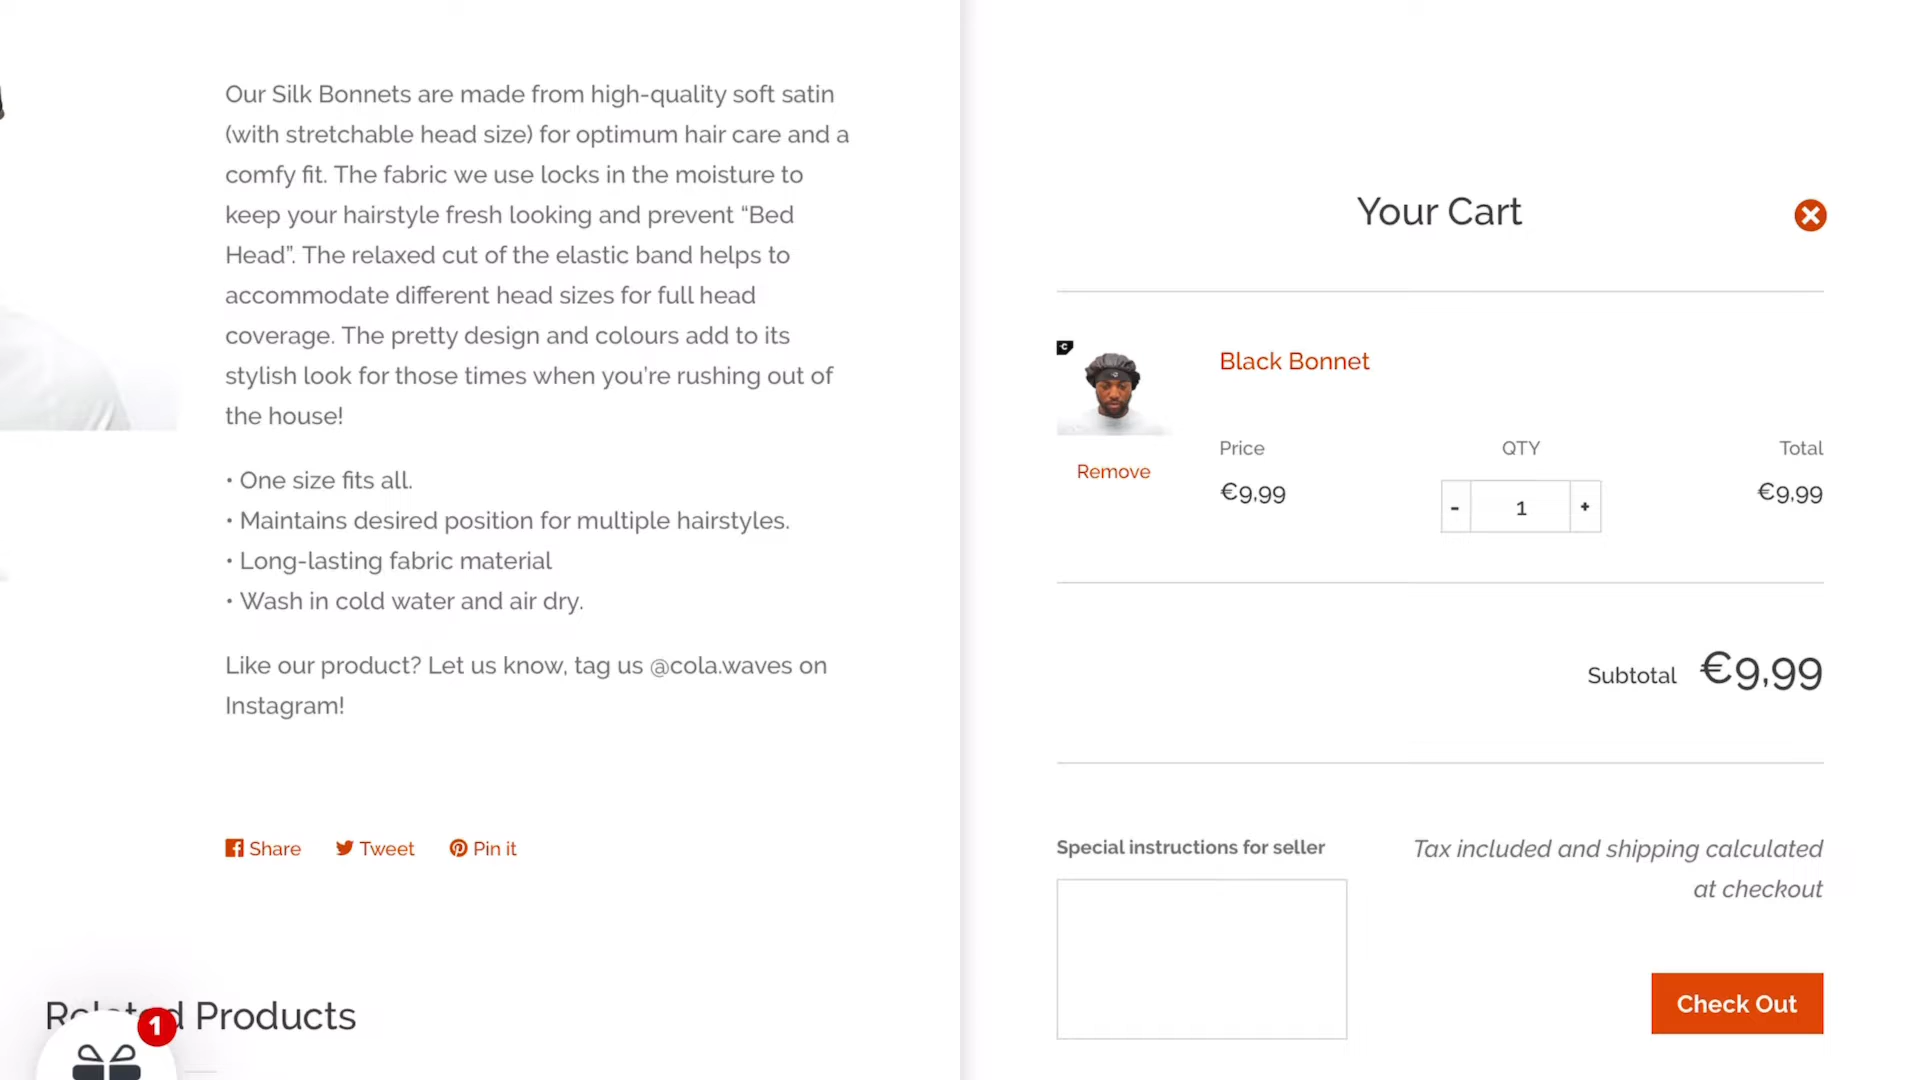 Our Silk Bonnets are made from high-quality soft satin
(with stretchable head size) for optimum hair care and a
comfy fit. The fabric we use locks in the moisture to
keep your hairstyle fresh looking and prevent “Bed
Head”. The relaxed cut of the elastic band helps to
accommodate different head sizes for full head
coverage. The pretty design and colours add to its
stylish look for those times when you’re rushing out of
the house!
• One size fits all.
• Maintains desired position for multiple hairstyles.
• Long-lasting fabric material
• Wash in cold water and air dry.
Like our product? Let us know, tag us @cola.waves on
Instagram!
Share Tweet Pin it
Related Products
1
Your Cart
Black Bonnet
Remove
Price QTY Total
€9,99 - 1 + €9,99
Subtotal €9,99
Special instructions for seller
Tax included and shipping calculated
at checkout
Check Out